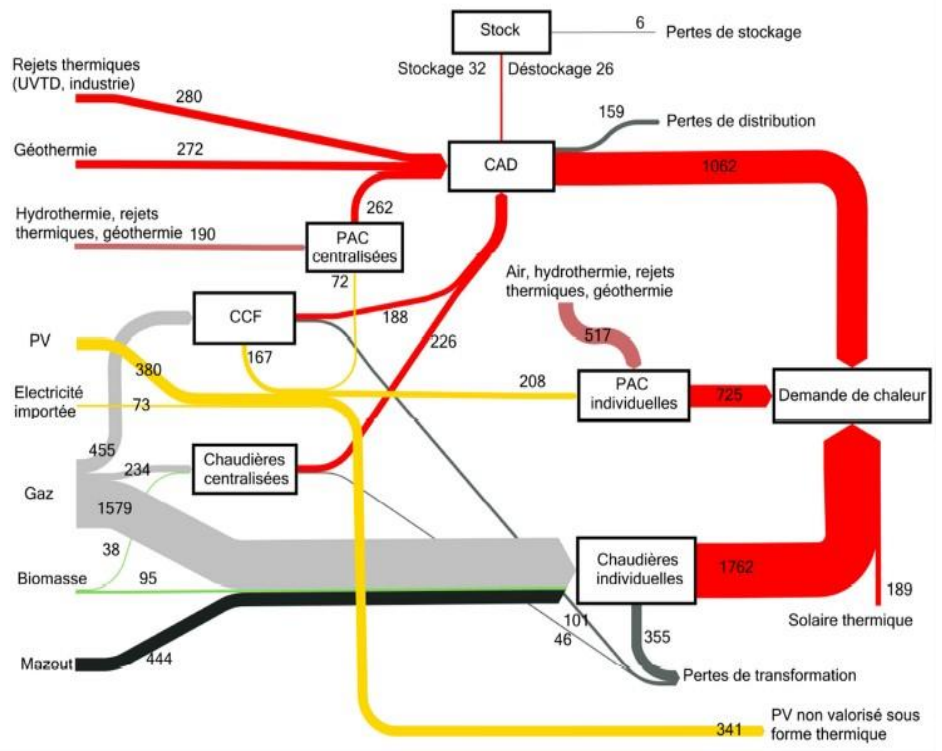 Stock
6
Pertes de stockage
Stockage 32
Déstockage 26
Rejets thermiques
(UVTD, industrie)
280
159
Pertes de distribution
Géothermie
272
CAD
1062
262
Hydrothermie, rejets
thermiques, géothermie
190
PAC
centralisées
72
Air, hydrothermie, rejets
thermiques, géothermie
CCF
188
226
517
PV
380
167
Electricité
importée
73
208
PAC
individuelles
725
Demande de chaleur
455
234
Chaudières
centralisées
Gaz
1579
38
Biomasse
95
Chaudières
individuelles
1762
189
Solaire thermique
101
46
355
Mazout
444
Pertes de transformation
PV non valorisé sous
forme thermique
341